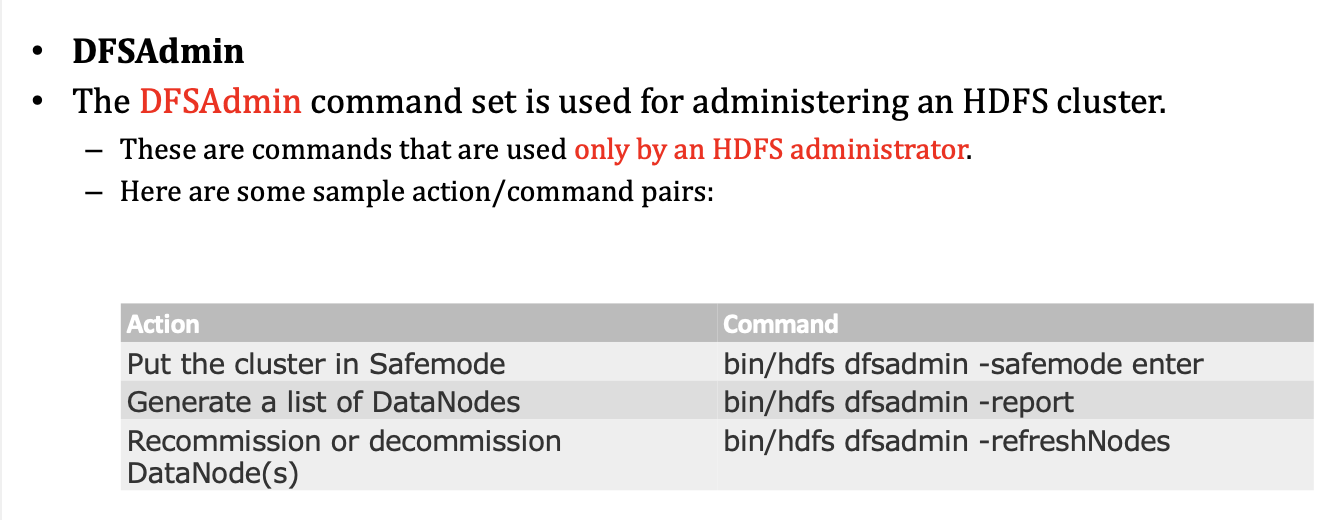 • DFSAdmin
• The DFSAdmin command set is used for administering an HDFS cluster.
– These are commands that are used only by an HDFS administrator.
– Here are some sample action/command pairs:
Action Command
Put the cluster in Safemode bin/hdfs dfsadmin -safemode enter
Generate a list of DataNodes bin/hdfs dfsadmin -report
Recommission or decommission bin/hdfs dfsadmin -refreshNodes
DataNode(s)